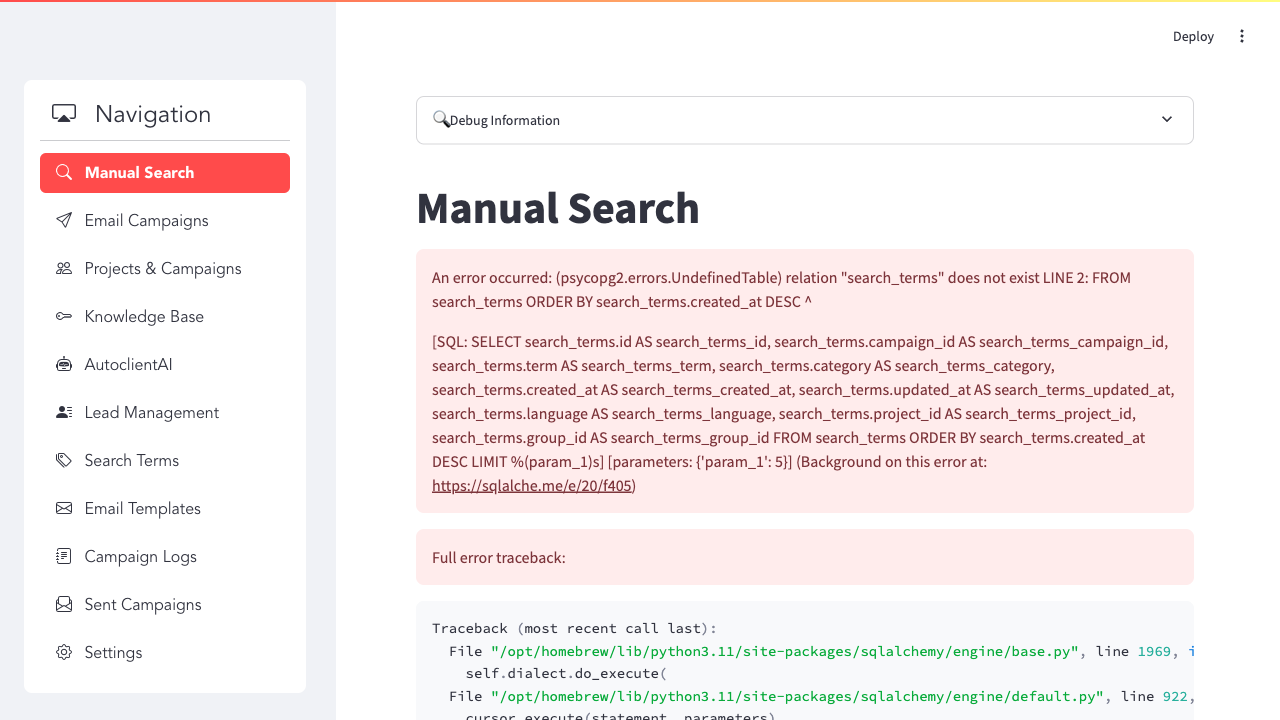 Deploy
Navigation
Manual Search
Email Campaigns
Projects & Campaigns
Knowledge Base
AutoclientAI
Lead Management
Search Terms
Email Templates
Campaign Logs
Sent Campaigns
Settings
🔍Debug Information
Manual Search
An error occurred: (psycopg2.errors.UndefinedTable) relation "search_terms" does not exist LINE 2: FROM
search_terms ORDER BY search_terms.created_at DESC ^
[SQL: SELECT search_terms.id AS search_terms_id, search_terms.campaign_id AS search_terms_campaign_id,
search_terms.term AS search_terms_term, search_terms.category AS search_terms_category,
search_terms.created_at AS search_terms_created_at, search_terms.updated_at AS search_terms_updated_at,
search_terms.language AS search_terms_language, search_terms.project_id AS search_terms_project_id,
search_terms.group_id AS search_terms_group_id FROM search_terms ORDER BY search_terms.created_at
DESC LIMIT %(param_1)s] [parameters: {'param_1': 5}] (Background on this error at:
https://sqlalche.me/e/20/f405)
Full error traceback:
Traceback (most recent call last):
File "/opt/homebrew/lib/python3.11/site-packages/sqlalchemy/engine/base.py", line 1969,
self.dialect.do_execute(
File "/opt/homebrew/lib/python3.11/site-packages/sqlalchemy/engine/default.py", line 922,
cursor.execute(statement, parameters)